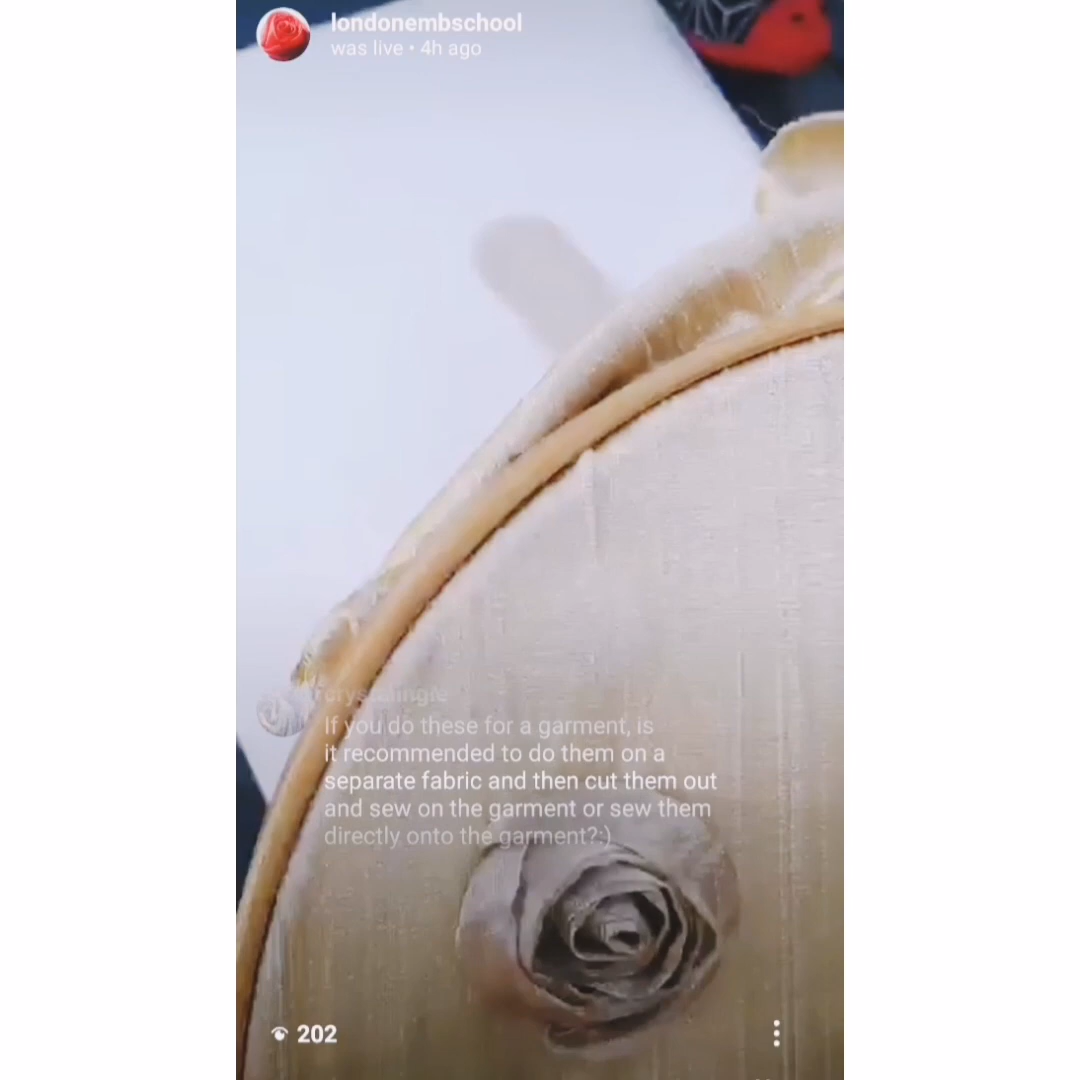 londonembschool
was live • 4h ago
If you do these for a garment, is
it recommended to do them on a
separate fabric and then cut them out
and sew on the garment or sew them
directly onto the garment?:)
202